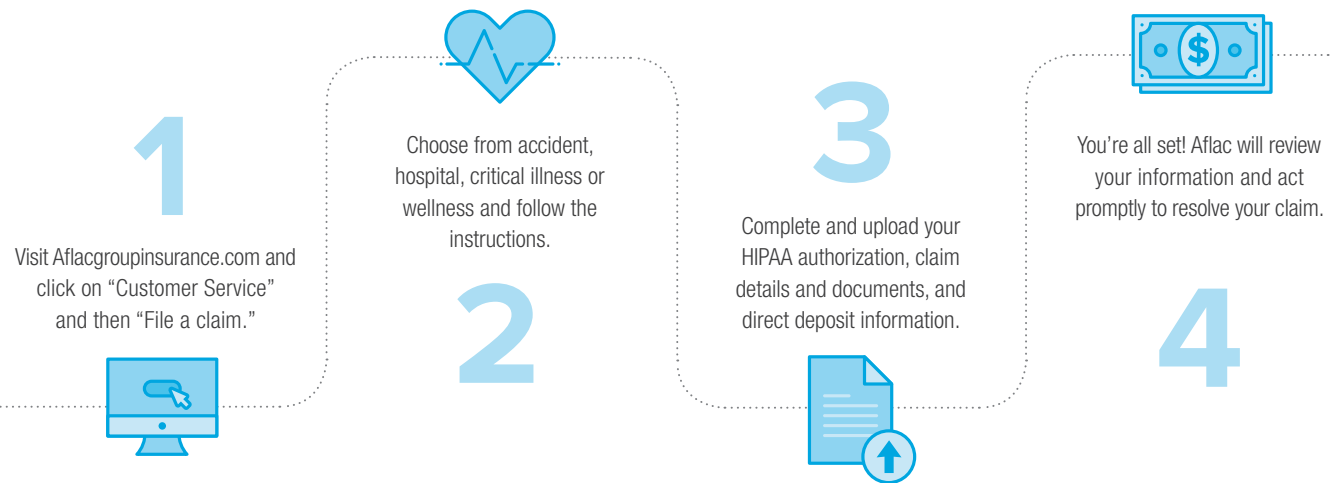 1
Visit Aflacgroupinsurance.com and
click on “Customer Service”
and then “File a claim.”
Choose from accident,
hospital, critical illness or
wellness and follow the
instructions.
2
3
Complete and upload your
HIPAA authorization, claim
details and documents, and
direct deposit information.
$
You’re all set! Aflac will review
your information and act
promptly to resolve your claim.
4